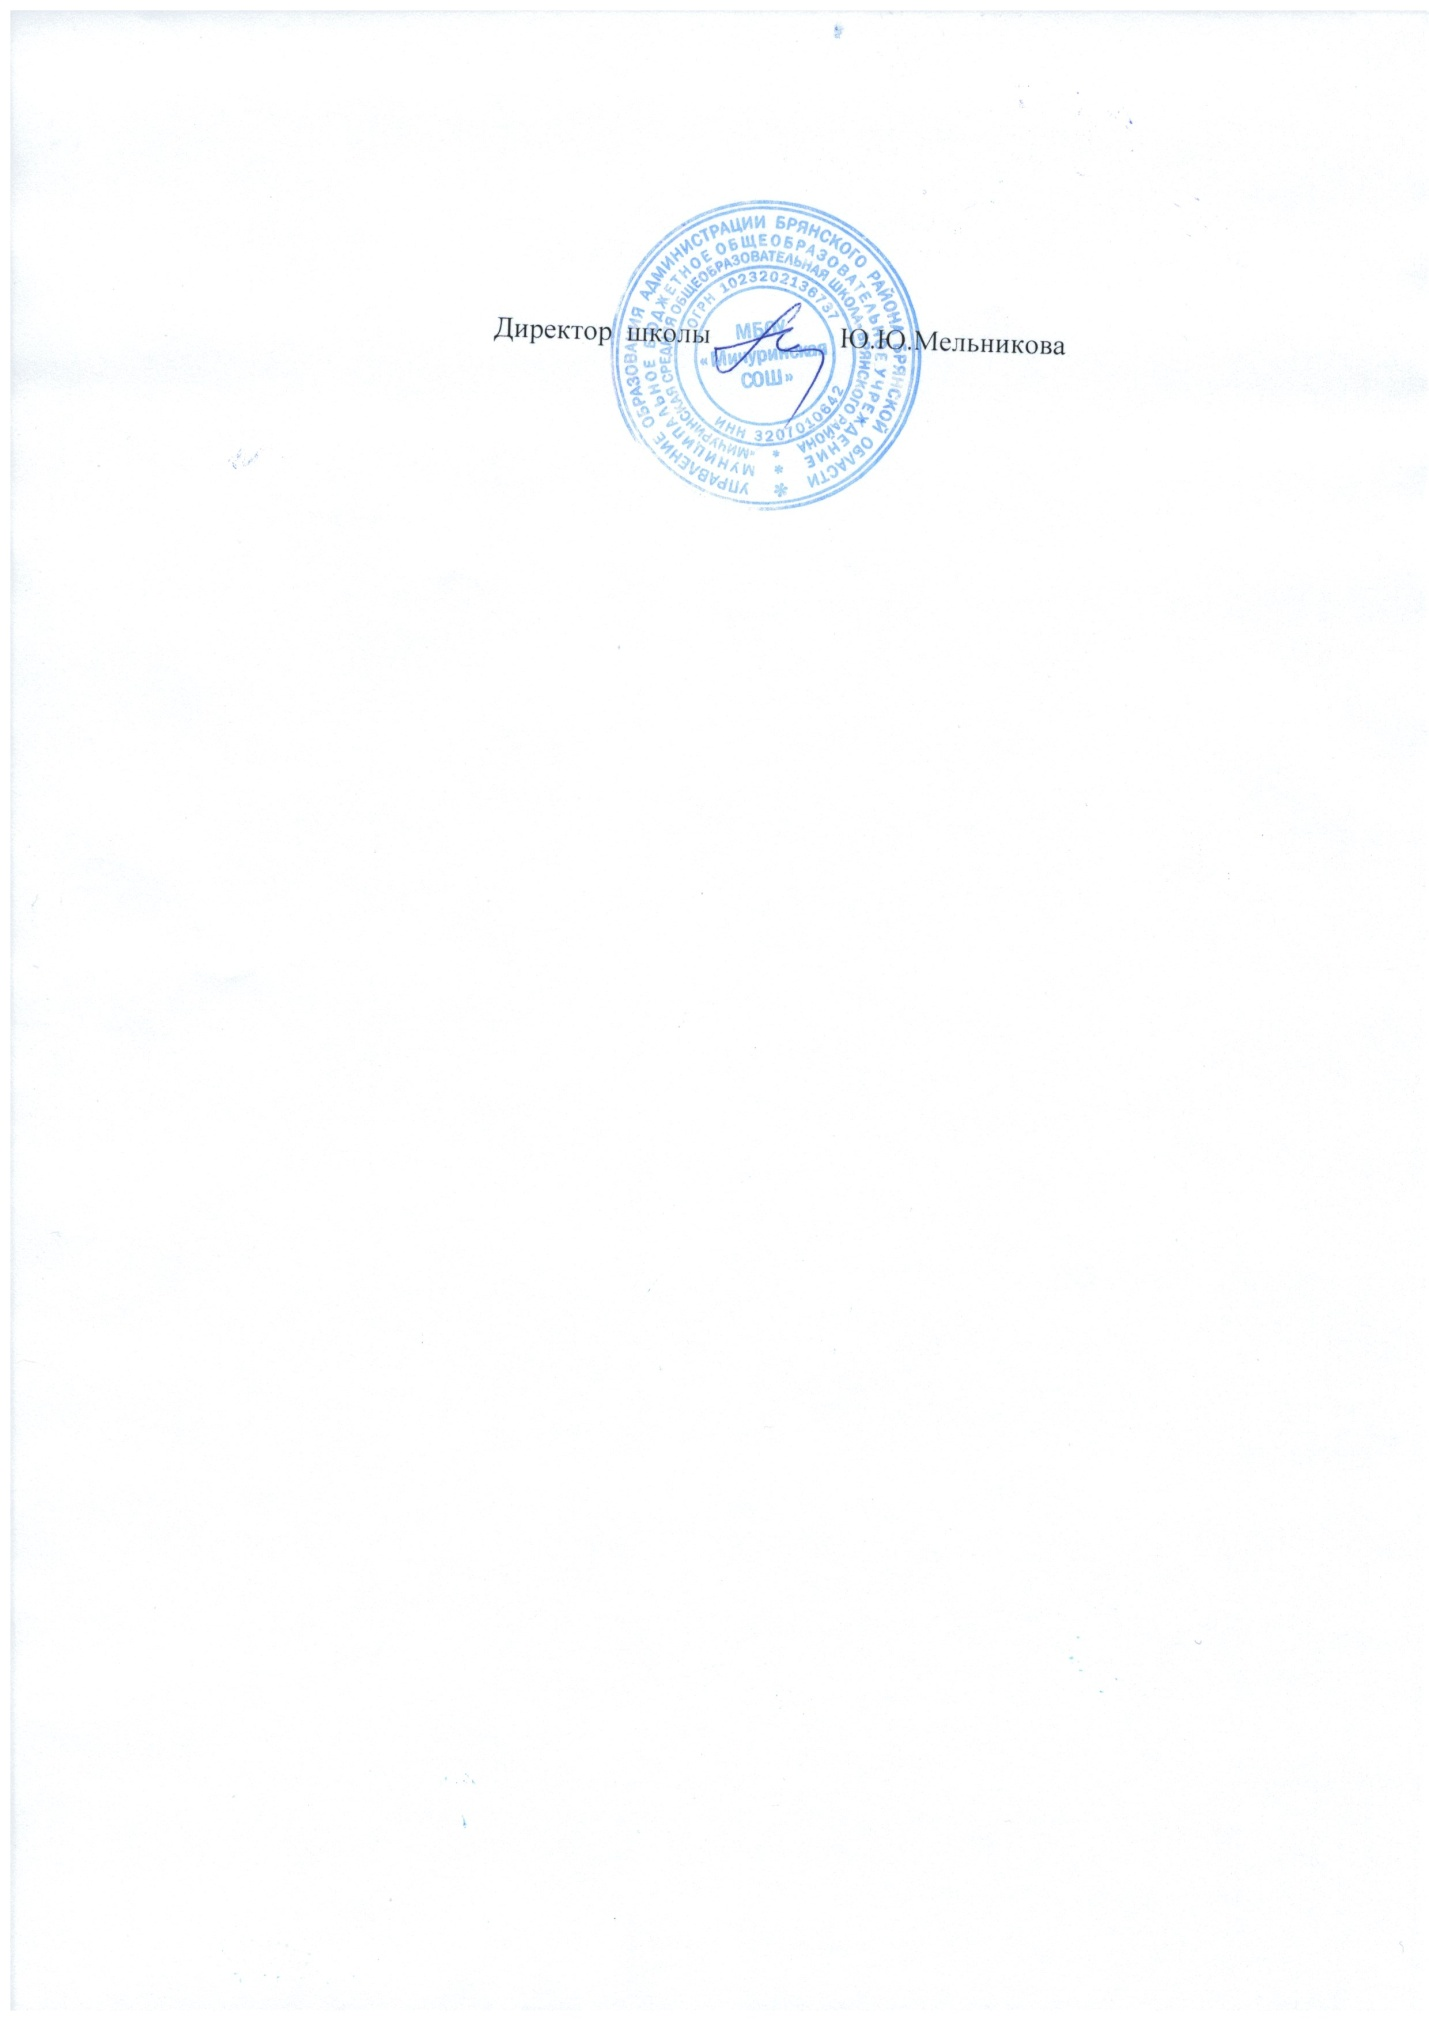 Директор школы Ю.Ю.Мельникова
УПРАВЛЕНИЕ ОБРАЗОВАНИЯ АДМИНИСТРАЦИИ БРЯНСКОГО РАЙОНА БРЯНСКОЙ ОБЛАСТИ
МУНИЦИПАЛЬНОЕ БЮДЖЕТНОЕ ОБЩЕОБРАЗОВАТЕЛЬНОЕ УЧРЕЖДЕНИЕ
«МИЧУРИНСКАЯ СРЕДНЯЯ ОБЩЕОБРАЗОВАТЕЛЬНАЯ ШКОЛА» БРЯНСКОГО РАЙОНА
ОГРН 1023202136737
ИНН 3207010642
МБОУ
«Мичуринская
СОШ»